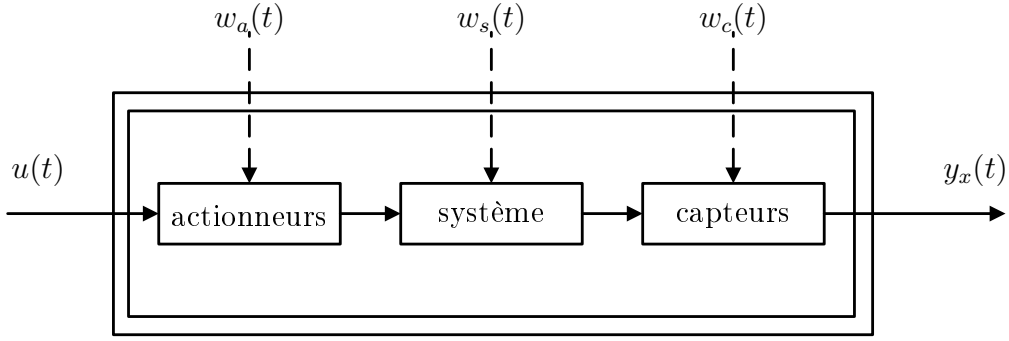 w_a(t) w_s(t) w_c(t)
u(t) y_x(t)
actionneurs système capteurs